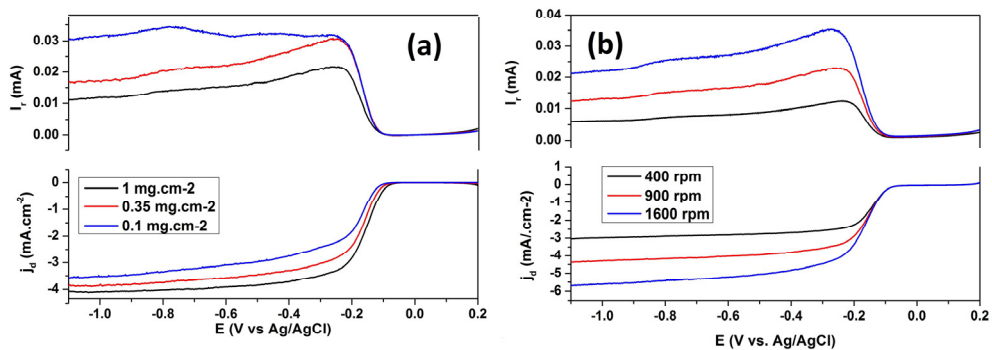 (a)
0.03
0.02
0.01
0.00
I_r (mA)
0
-1
-2
-3
-4
j_d (mA.cm-2)
1 mg.cm-2
0.35 mg.cm-2
0.1 mg.cm-2
-1.0 -0.8 -0.6 -0.4 -0.2 0.0 0.2
E (V vs Ag/AgCl)
(b)
0.04
0.03
0.02
0.01
0.00
I_r (mA)
1
0
-1
-2
-3
-4
-5
-6
j_d (mA/.cm-2)
400 rpm
900 rpm
1600 rpm
-1.0 -0.8 -0.6 -0.4 -0.2 0.0 0.2
E (V vs. Ag/AgCl)